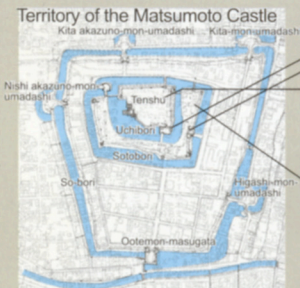 Territory of the Matsumoto Castle
Kita akazuno-mon-umadashi
Kita-mon-umadashi
Nishi akazuno-mon-
umadashi
Tenshu
Uchibori
Sotobori
So-bori
Higashi-mon-
umadashi
Ootemon-masugata